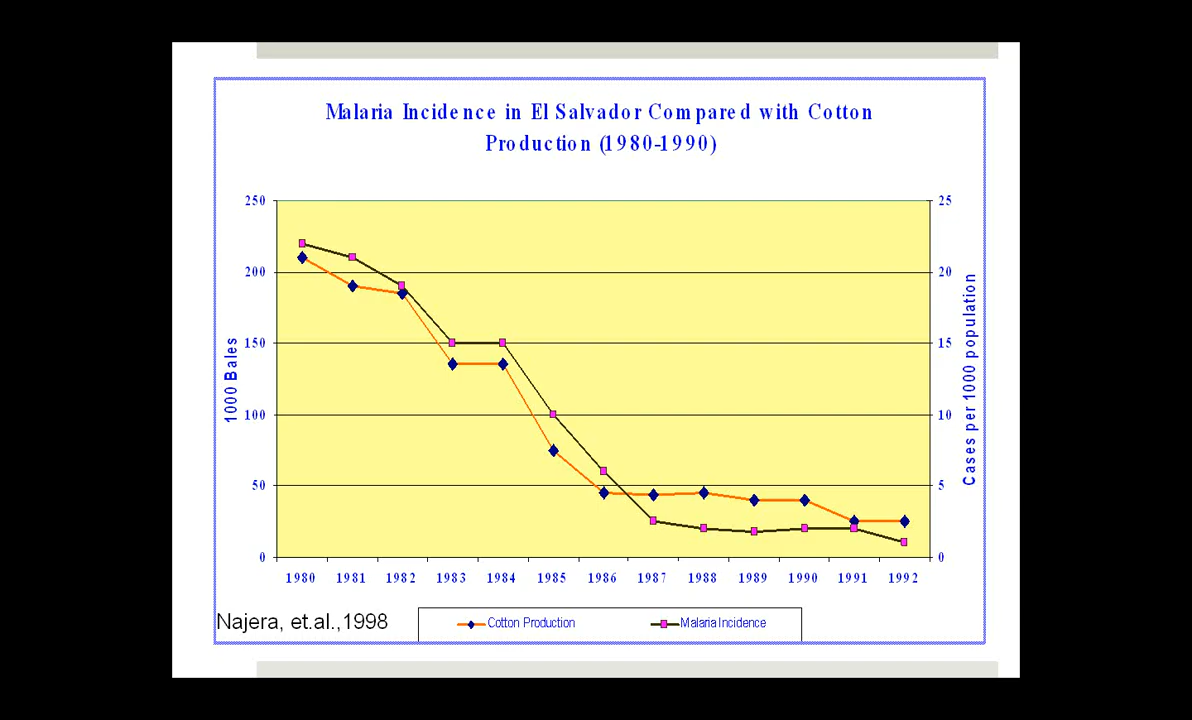 Malaria Incidence in El Salvador Compared with Cotton
Production (1980-1990)
250
200
150
100
50
0
1000 Bales
25
20
15
10
5
0
Cases per 1000 population
1980 1981 1982 1983 1984 1985 1986 1987 1988 1989 1990 1991 1992
Najera, et.al.,1998
Cotton Production Malaria Incidence